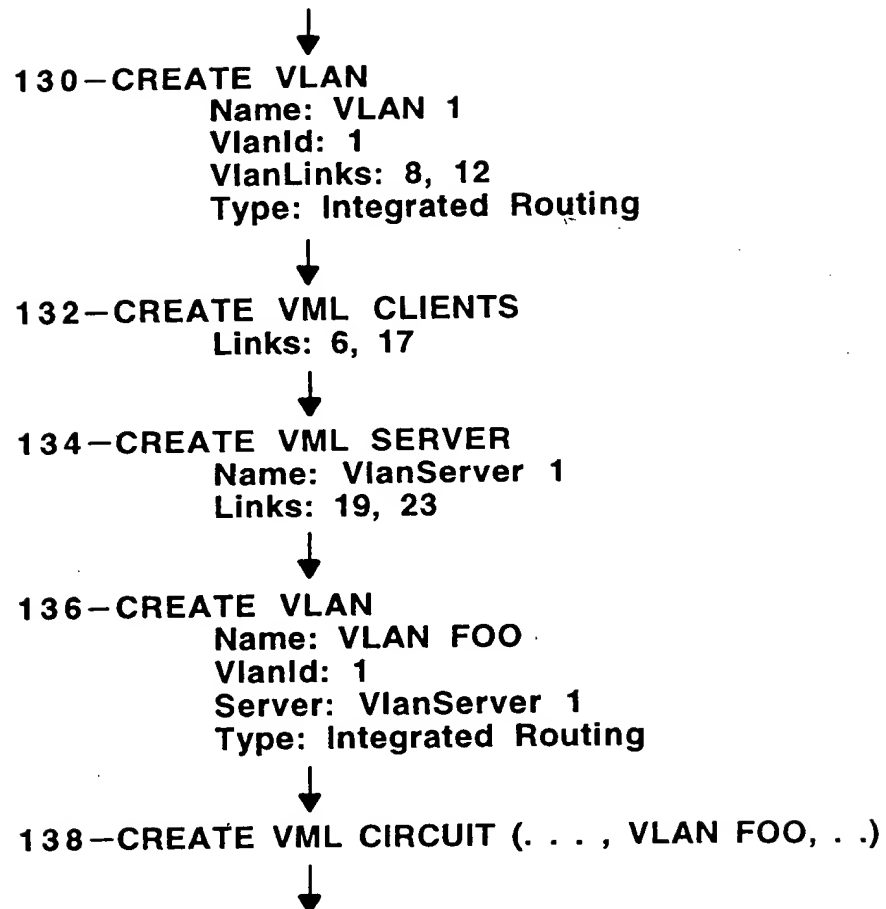 130—CREATE VLAN
Name: VLAN 1
VlanId: 1
VlanLinks: 8, 12
Type: Integrated Routing
132—CREATE VML CLIENTS
Links: 6, 17
134—CREATE VML SERVER
Name: VlanServer 1
Links: 19, 23
136—CREATE VLAN
Name: VLAN FOO
VlanId: 1
Server: VlanServer 1
Type: Integrated Routing
138—CREATE VML CIRCUIT (. . . , VLAN FOO, . .)